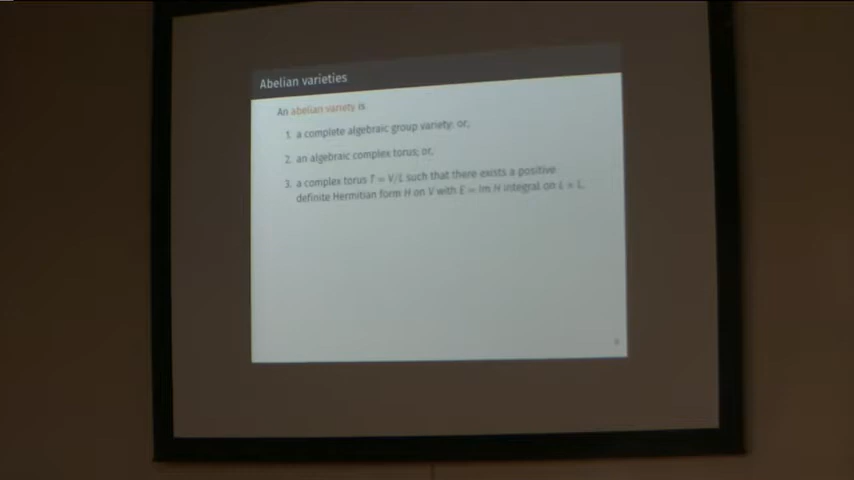 Abelian varieties
An abelian variety is
1. a complete algebraic group variety; or,
2. an algebraic complex torus; or,
3. a complex torus T = V/L such that there exists a positive
definite Hermitian form H on V with E = Im H integral on L × L.